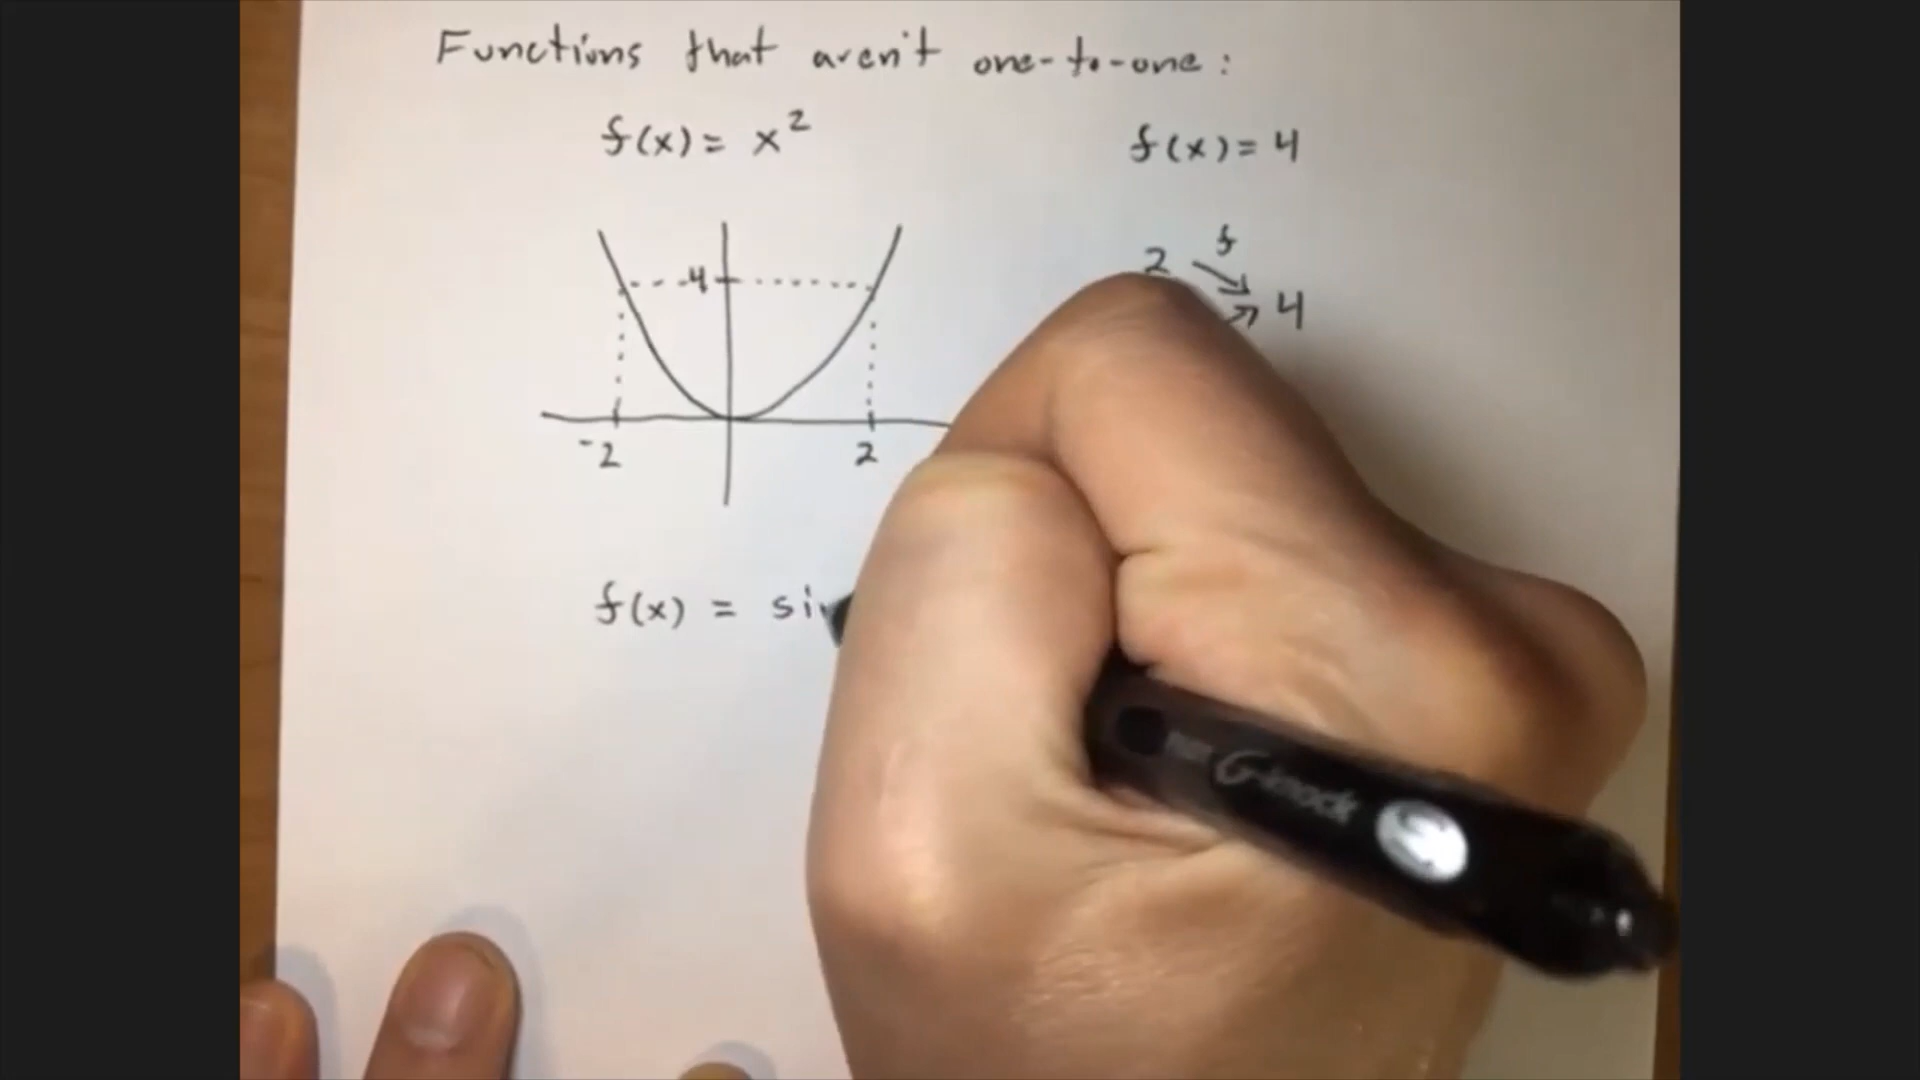 Functions that aren't one-to-one:
f(x) = x²
f(x) = 4
f
2
4
4
-2
2
f(x) = si
G-Knock